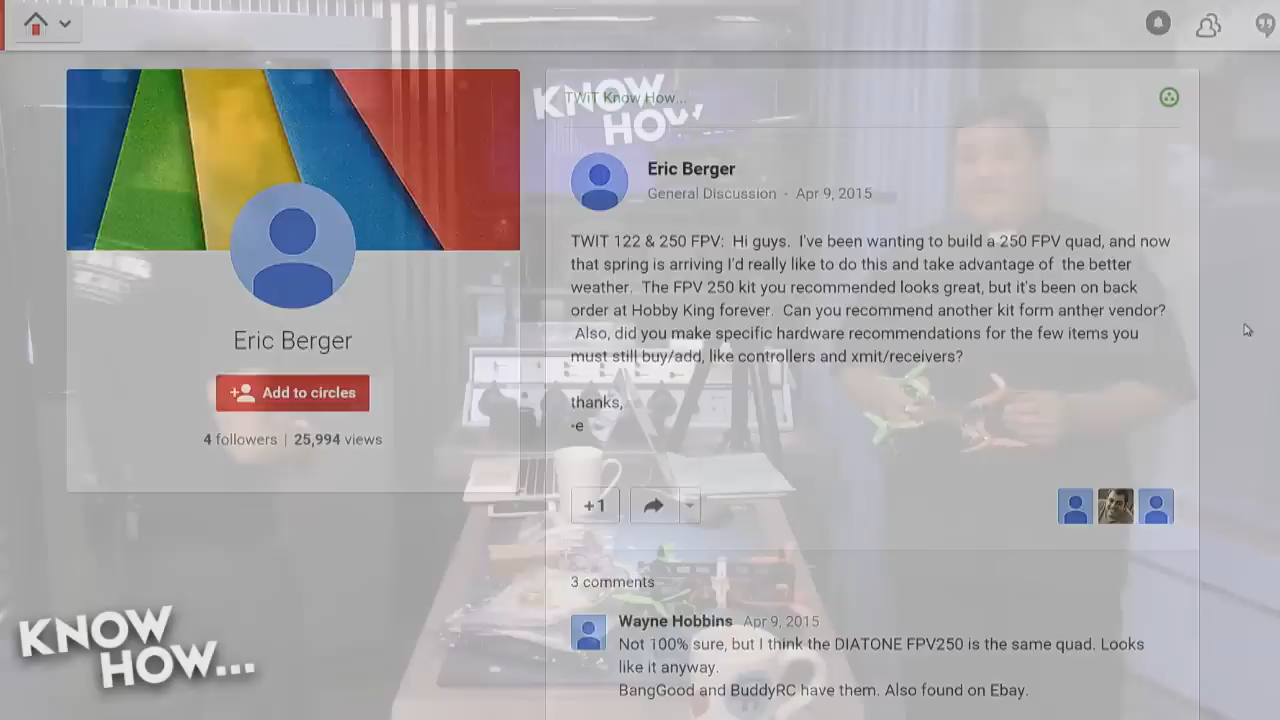 KNOW
HOW...
TWiT Know How...
Eric Berger
General Discussion - Apr 9, 2015
TWIT 122 & 250 FPV: Hi guys. I've been wanting to build a 250 FPV quad, and now
that spring is arriving I'd really like to do this and take advantage of the better
weather. The FPV 250 kit you recommended looks great, but it's been on back
order at Hobby King forever. Can you recommend another kit form anther vendor?
Also, did you make specific hardware recommendations for the few items you
must still buy/add, like controllers and xmit/receivers?
thanks,
-e
Eric Berger
Add to circles
4 followers | 25,994 views
+1
3 comments
Wayne Hobbins Apr 9, 2015
Not 100% sure, but I think the DIATONE FPV250 is the same quad. Looks
like it anyway.
BangGood and BuddyRC have them. Also found on Ebay.
KNOW
HOW...